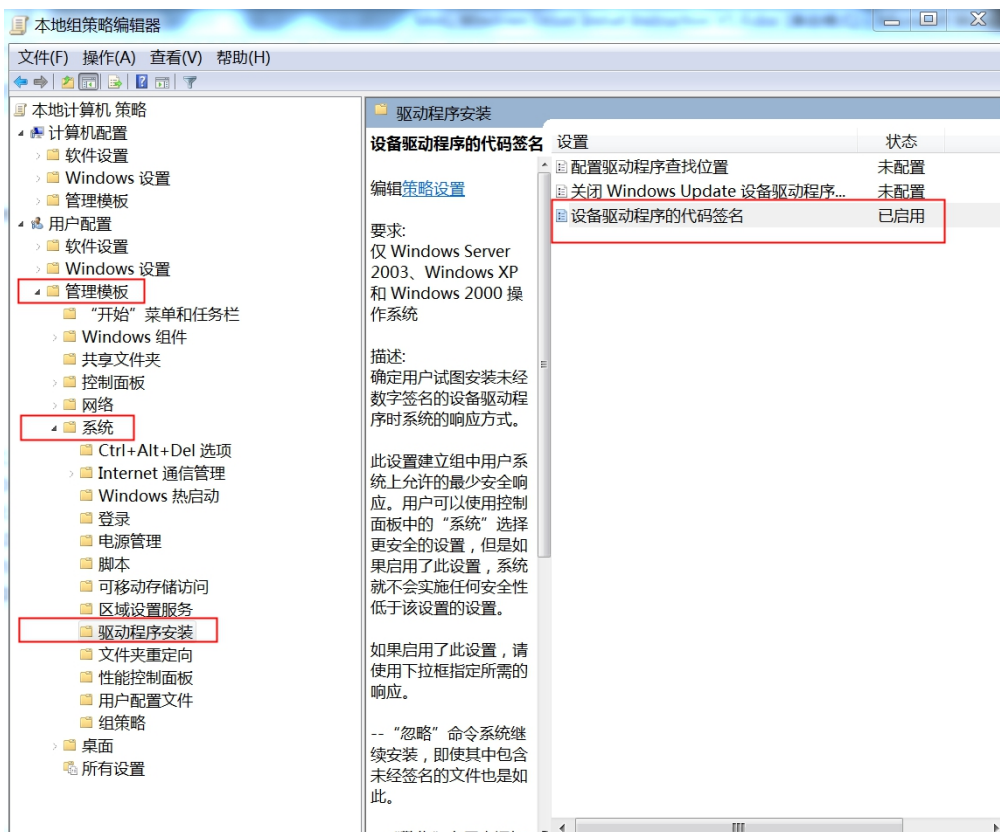 本地组策略编辑器
文件(F) 操作(A) 查看(V) 帮助(H)
本地计算机 策略
计算机配置
软件设置
Windows 设置
管理模板
用户配置
软件设置
Windows 设置
管理模板
“开始”菜单和任务栏
Windows 组件
共享文件夹
控制面板
网络
系统
Ctrl+Alt+Del 选项
Internet 通信管理
Windows 热启动
登录
电源管理
脚本
可移动存储访问
区域设置服务
驱动程序安装
文件夹重定向
性能控制面板
用户配置文件
组策略
桌面
所有设置
驱动程序安装
设备驱动程序的代码签名
编辑策略设置
要求:
仅 Windows Server
2003、Windows XP
和 Windows 2000 操
作系统
描述:
确定用户试图安装未经
数字签名的设备驱动程
序时系统的响应方式。
此设置建立组中用户系
统上允许的最少安全响
应。用户可以使用控制
面板中的“系统”选择
更安全的设置，但是如
果启用了此设置，系统
就不会实施任何安全性
低于该设置的设置。
如果启用了此设置，请
使用下拉框指定所需的
响应。
--“忽略”命令系统继
续安装，即使其中包含
未经签名的文件也是如
此。
设置 状态
配置驱动程序查找位置 未配置
关闭 Windows Update 设备驱动程序... 未配置
设备驱动程序的代码签名 已启用